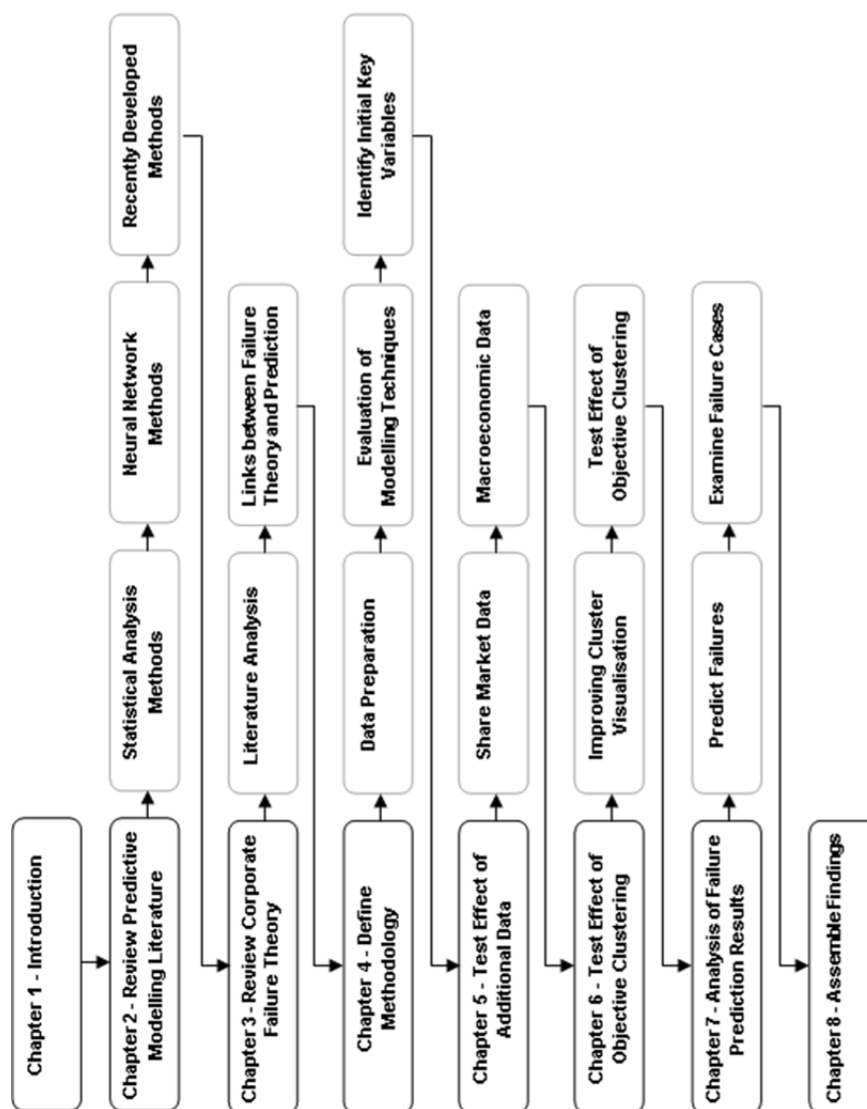 Chapter 1 - Introduction
Chapter 2 - Review Predictive
Modelling Literature
Statistical Analysis
Methods
Neural Network
Methods
Recently Developed
Methods
Chapter 3 - Review Corporate
Failure Theory
Literature Analysis
Links between Failure
Theory and Prediction
Chapter 4 - Define
Methodology
Data Preparation
Evaluation of
Modelling Techniques
Identify Initial Key
Variables
Chapter 5 - Test Effect of
Additional Data
Share Market Data
Macroeconomic Data
Chapter 6 - Test Effect of
Objective Clustering
Improving Cluster
Visualisation
Test Effect of
Objective Clustering
Chapter 7 - Analysis of Failure
Prediction Results
Predict Failures
Examine Failure Cases
Chapter 8 - Assemble Findings